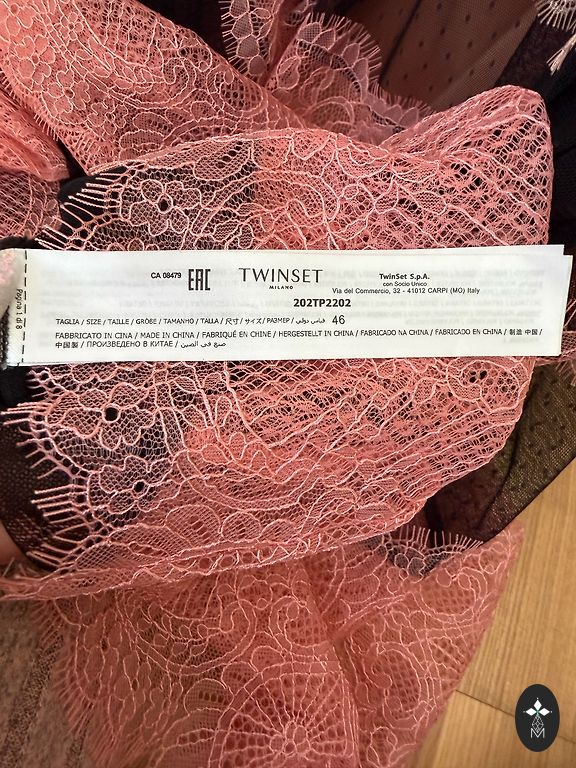 Pagina 1 di 8
CA 08479 EAC TWINSET
MILANO
TwinSet S.p.A.
con Socio Unico
Via del Commercio, 32 - 41012 CARPI (MO) Italy
202TP2202
TAGLIA / SIZE / TAILLE / GRÖßE / TAMANHO / TALLA / 尺寸 / サイズ / РАЗМЕР / قياس دولي 46
FABBRICATO IN CINA / MADE IN CHINA / FABRIQUÉ EN CHINE / HERGESTELLT IN CHINA / FABRICADO NA CHINA / FABRICADO EN CHINA / 制造 中国 /
中国製 / ПРОИЗВЕДЕНО В КИТАЕ / صنع في الصين
M